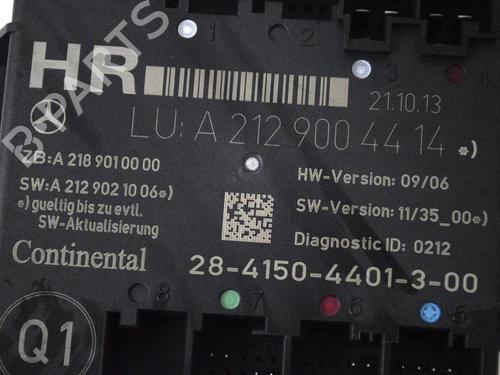 HR
1
2
3
4
21.10.13
LU: A 212 900 44 14 *)
B-PARTS
ZB: A 218 901 00 00
SW: A 212 902 10 06*)
*) gueltig bis zu evtl.
SW-Aktualisierung
HW-Version: 09/06
SW-Version: 11/35_00*)
Diagnostic ID: 0212
Continental
28-4150-4401-3-00
8
7
6
5
Q1